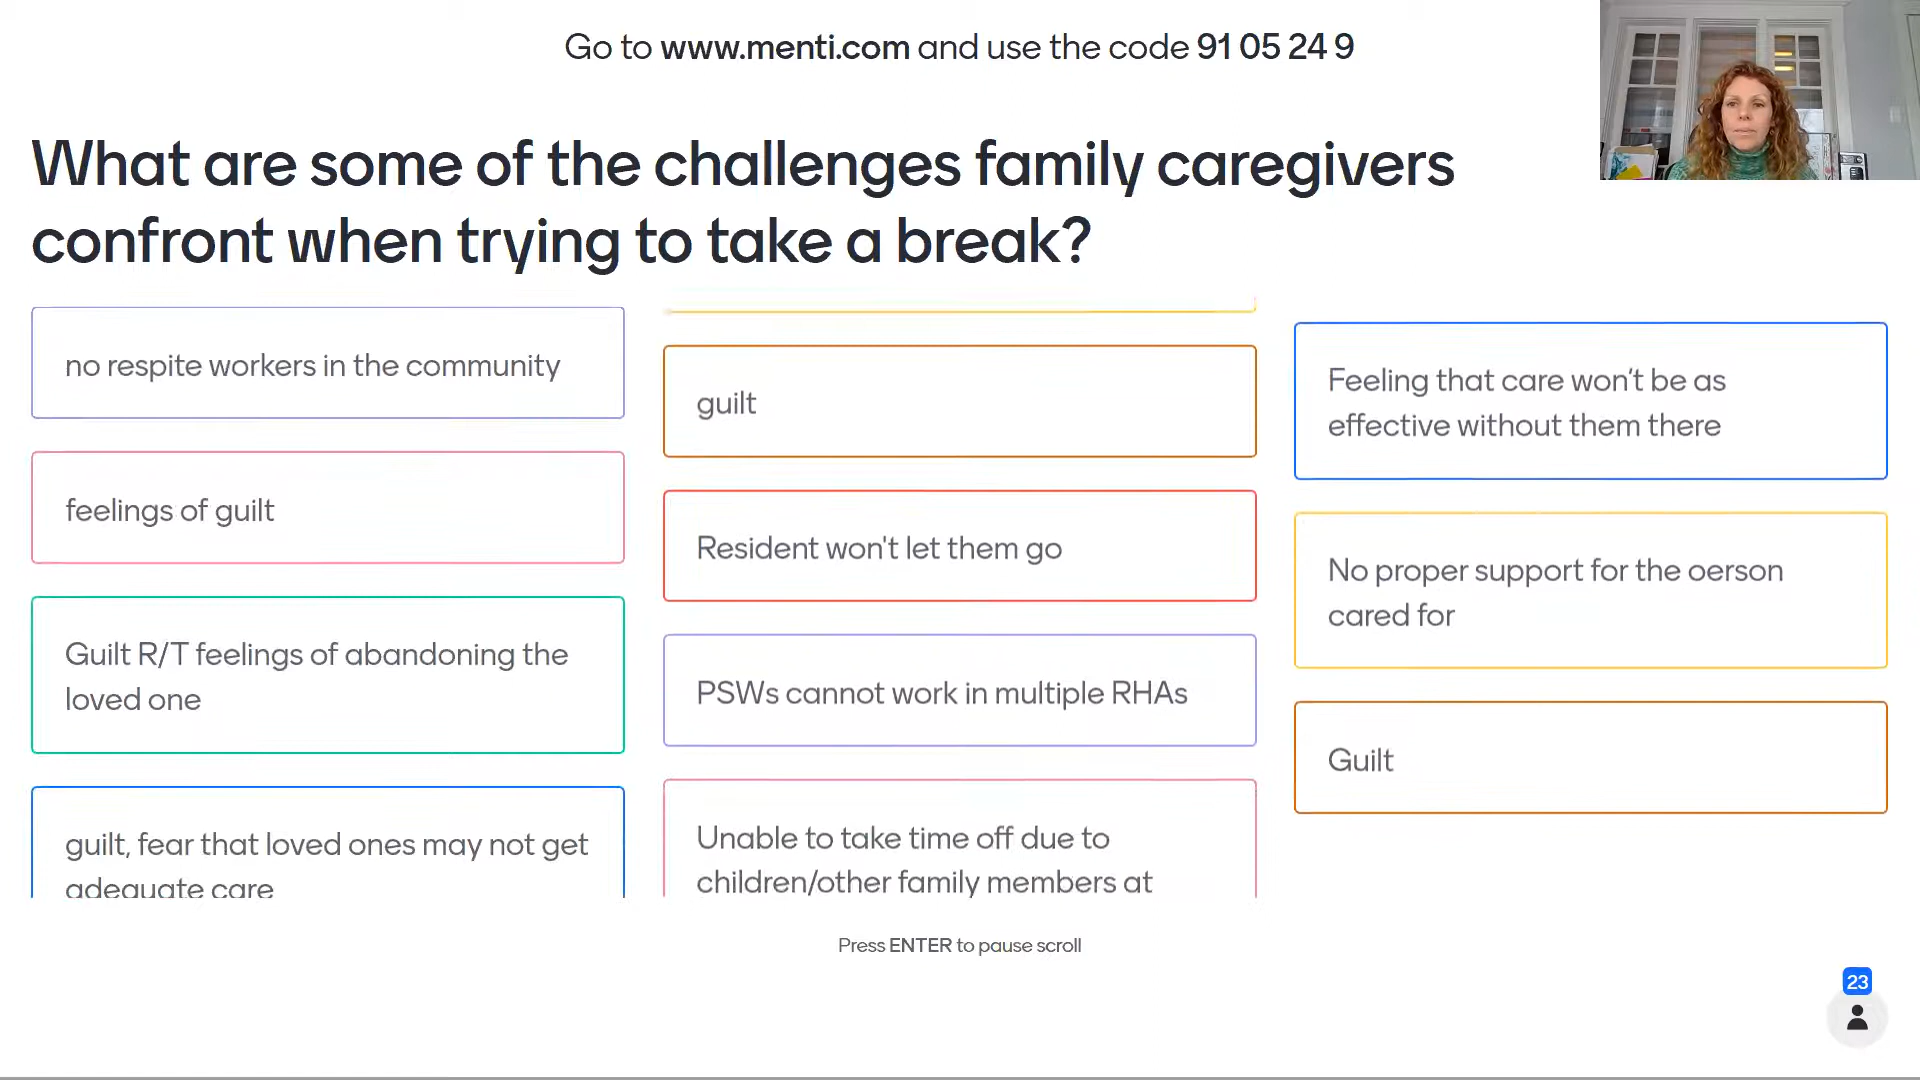 Go to www.menti.com and use the code 91 05 24 9
What are some of the challenges family caregivers
confront when trying to take a break?
no respite workers in the community
feelings of guilt
Guilt R/T feelings of abandoning the
loved one
guilt, fear that loved ones may not get
adequate care
guilt
Resident won't let them go
PSWs cannot work in multiple RHAs
Unable to take time off due to
children/other family members at
Feeling that care won’t be as
effective without them there
No proper support for the oerson
cared for
Guilt
Press ENTER to pause scroll
23